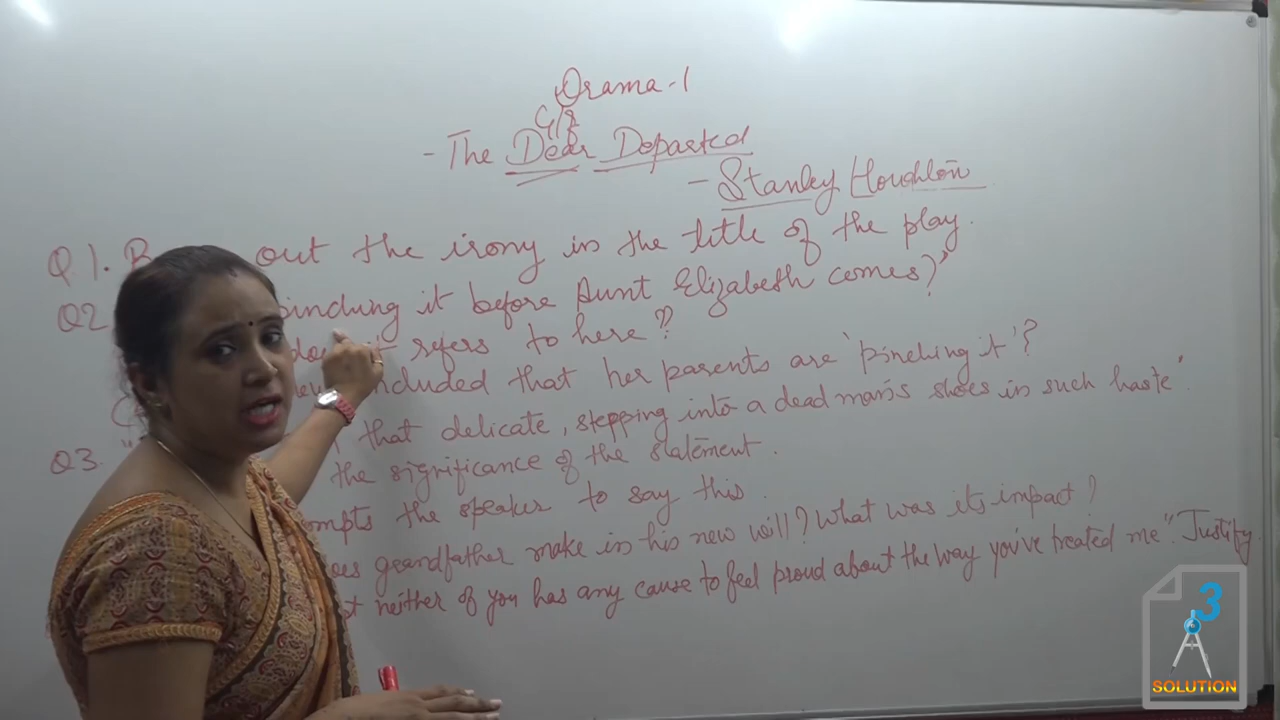 Drama-1
G/f
- The Dear Departed
- Stanley Houghton
Q1. B out the irony in the title of the play.
Q2 it before Aunt Elizabeth comes?'
refers to here?"
that her parents are 'pinching it'?
that delicate, stepping into a dead man's shoes in such haste".
Q3 the significance of the statement.
the speaker to say this.
grandfather make in his new will? What was its impact?
neither of you has any cause to feel proud about the way you've treated me". Justify.
3
SOLUTION